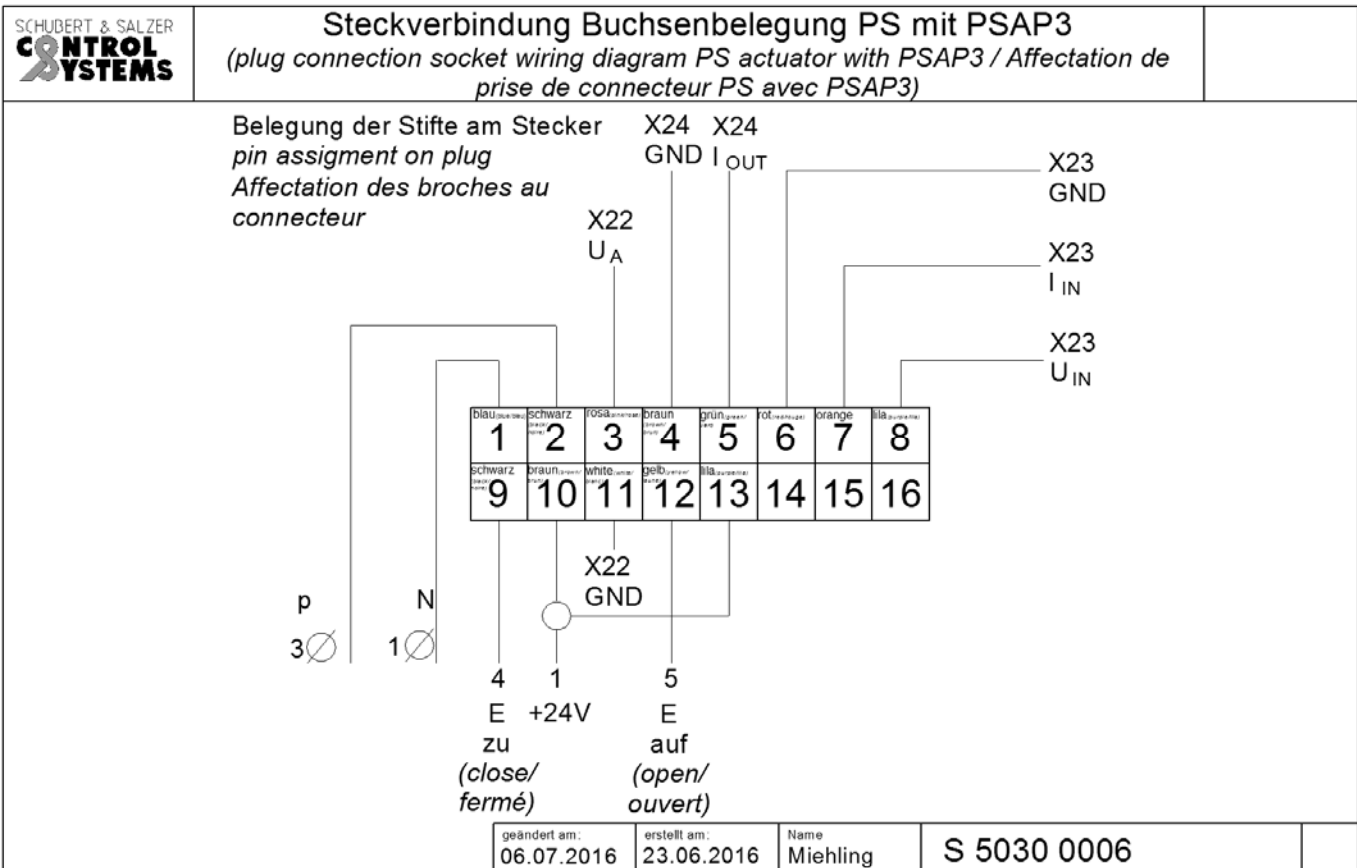 SCHUBERT & SALZER
CONTROL
SYSTEMS
Steckverbindung Buchsenbelegung PS mit PSAP3
(plug connection socket wiring diagram PS actuator with PSAP3 / Affectation de
prise de connecteur PS avec PSAP3)
Belegung der Stifte am Stecker
pin assigment on plug
Affectation des broches au
connecteur
X24 X24
GND I OUT
X22
U A
X23
GND
X23
I IN
X23
U IN
blau schwarz rosa braun grün rot orange lila
1 2 3 4 5 6 7 8
schwarz braun white gelb lila
9 10 11 12 13 14 15 16
X22
GND
p N
3 1
4 1 5
E +24V E
zu auf
(close/ (open/
fermé) ouvert)
geändert am: erstellt am: Name
06.07.2016 23.06.2016 Miehling S 5030 0006